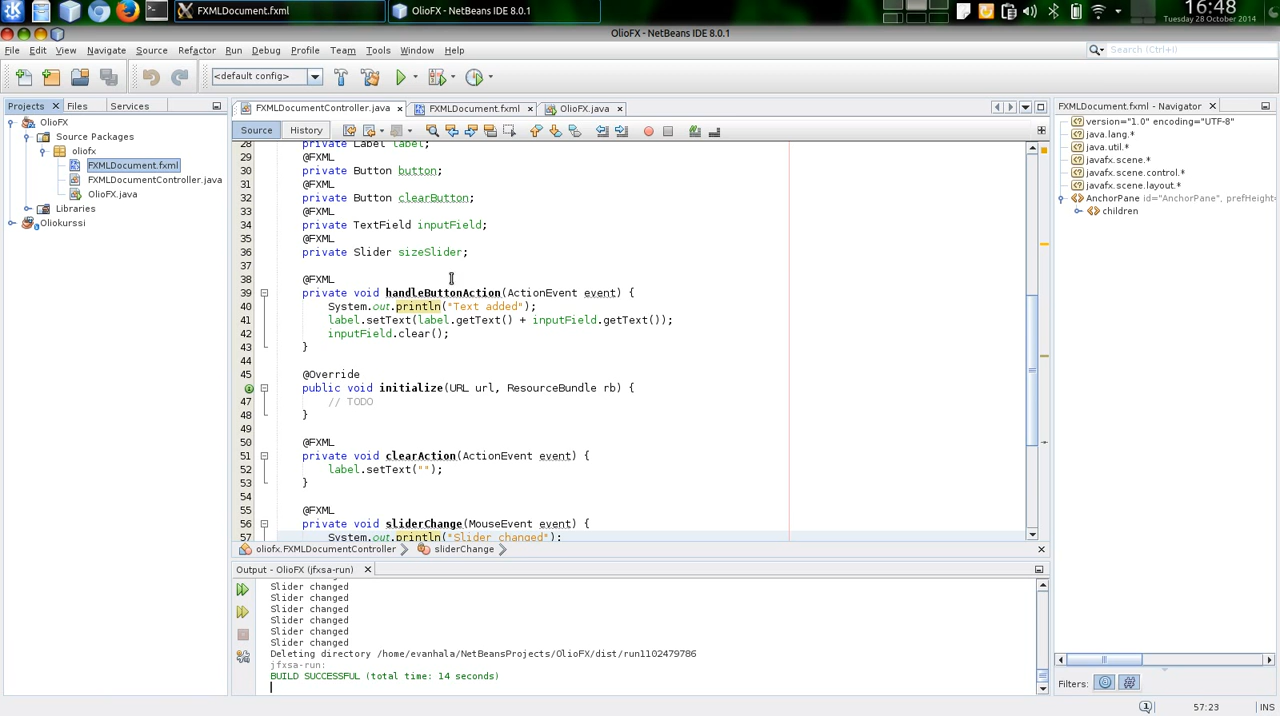 FXMLDocument.fxml
OlioFX - NetBeans IDE 8.0.1
16:48
Tuesday 28 October 2014
OlioFX - NetBeans IDE 8.0.1
File Edit View Navigate Source Refactor Run Debug Profile Team Tools Window Help
Search (Ctrl+I)
<default config>
Projects Files Services
FXMLDocumentController.java FXMLDocument.fxml OlioFX.java
FXMLDocument.fxml - Navigator
Source History
OlioFX
Source Packages
oliofx
FXMLDocument.fxml
FXMLDocumentController.java
OlioFX.java
Libraries
Oliokurssi
28 private Label label;
29 @FXML
30 private Button button;
31 @FXML
32 private Button clearButton;
33 @FXML
34 private TextField inputField;
35 @FXML
36 private Slider sizeSlider;
37
38 @FXML
39 private void handleButtonAction(ActionEvent event) {
40 System.out.println("Text added");
41 label.setText(label.getText() + inputField.getText());
42 inputField.clear();
43 }
44
45 @Override
46 public void initialize(URL url, ResourceBundle rb) {
47 // TODO
48 }
49
50 @FXML
51 private void clearAction(ActionEvent event) {
52 label.setText("");
53 }
54
55 @FXML
56 private void sliderChange(MouseEvent event) {
57 System.out.println("Slider changed");
oliofx.FXMLDocumentController sliderChange
Output - OlioFX (jfxsa-run)
Slider changed
Slider changed
Slider changed
Slider changed
Slider changed
Slider changed
Deleting directory /home/evanhala/NetBeansProjects/OlioFX/dist/run1102479786
jfxsa-run:
BUILD SUCCESSFUL (total time: 14 seconds)
version="1.0" encoding="UTF-8"
java.lang.*
java.util.*
javafx.scene.*
javafx.scene.control.*
javafx.scene.layout.*
AnchorPane id="AnchorPane", prefHeight=
children
Filters:
1 57:23 INS